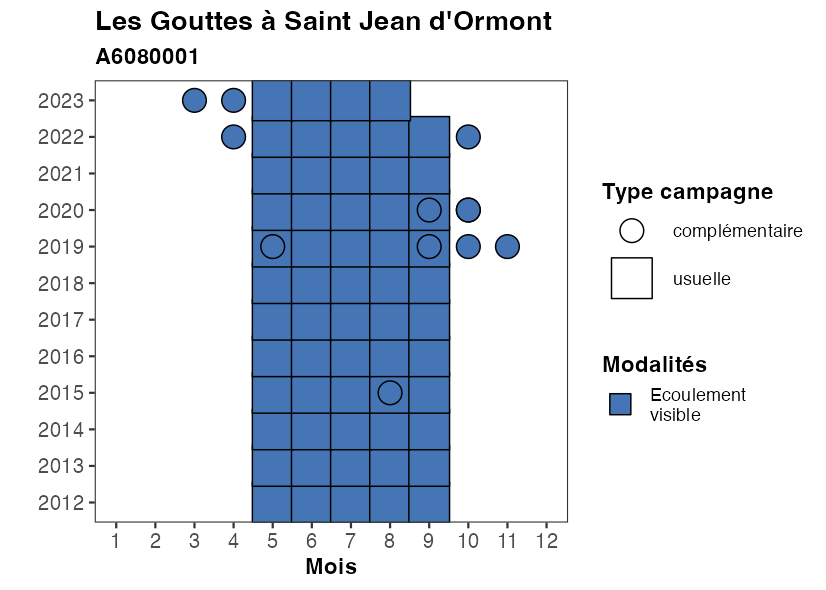 Les Gouttes à Saint Jean d'Ormont
A6080001
2023
2022
2021
2020
2019
2018
2017
2016
2015
2014
2013
2012
1 2 3 4 5 6 7 8 9 10 11 12
Mois
Type campagne
complémentaire
usuelle
Modalités
Ecoulement
visible